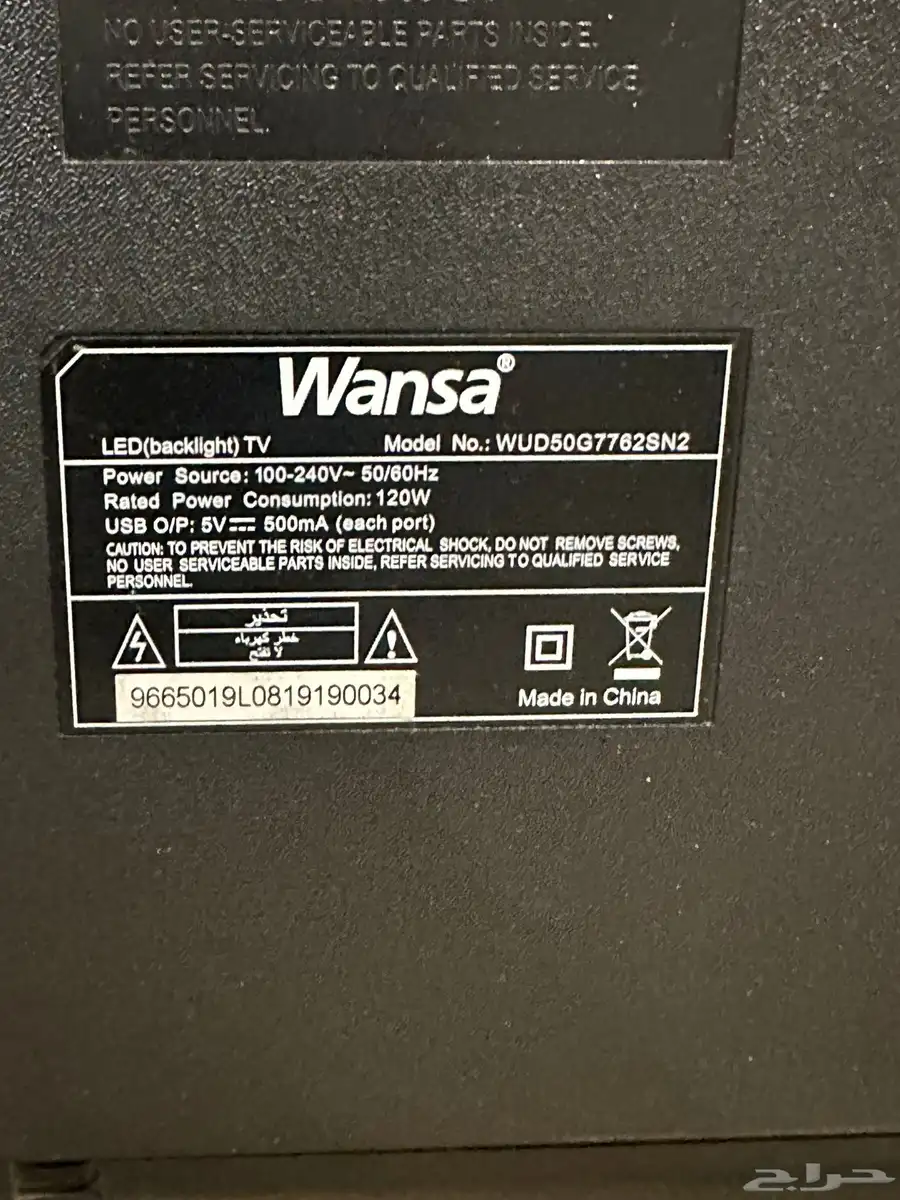 NO USER-SERVICEABLE PARTS INSIDE.
REFER SERVICING TO QUALIFIED SERVICE
PERSONNEL.
Wansa®
LED(backlight) TV Model No.: WUD50G7762SN2
Power Source: 100-240V~ 50/60Hz
Rated Power Consumption: 120W
USB O/P: 5V⎓ 500mA (each port)
CAUTION: TO PREVENT THE RISK OF ELECTRICAL SHOCK, DO NOT REMOVE SCREWS,
NO USER SERVICEABLE PARTS INSIDE, REFER SERVICING TO QUALIFIED SERVICE
PERSONNEL.
تحذير
خطر كهرباء
لا تفتح
9665019L0819190034
Made in China
حراج